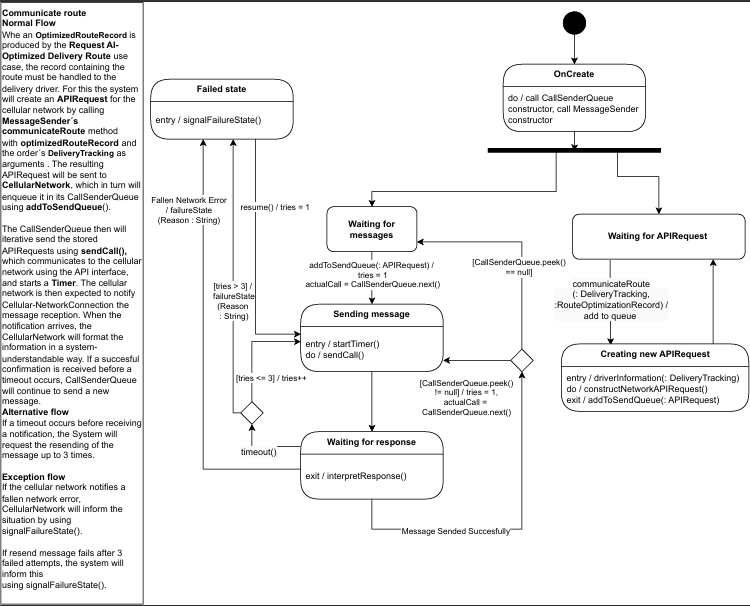 Communicate route
Normal Flow
Whe an OptimizedRouteRecord is
produced by the Request AI-
Optimized Delivery Route use
case, the record containing the
route must be handled to the
delivery driver. For this the system
will create an APIRequest for the
cellular network by calling
MessageSender´s
communicateRoute method
with optimizedRouteRecord and
the order´s DeliveryTracking as
arguments . The resulting
APIRequest will be sent to
CellularNetwork, which in turn will
enqueue it in its CallSenderQueue
using addToSendQueue().
The CallSenderQueue then will
iterative send the stored
APIRequests using sendCall(),
which communicates to the cellular
network using the API interface,
and starts a Timer. The cellular
network is then expected to notify
Cellular-NetworkConnection the
message reception. When the
notification arrives, the
CellularNetwork will format the
information in a system-
understandable way. If a succesful
confirmation is received before a
timeout occurs, CallSenderQueue
will continue to send a new
message.
Alternative flow
If a timeout occurs before receiving
a notification, the System will
request the resending of the
message up to 3 times.
Exception flow
If the cellular network notifies a
fallen network error,
CellularNetwork will inform the
situation by using
signalFailureState().
If resend message fails after 3
failed attempts, the system will
inform this
using signalFailureState().
Failed state
entry / signalFailureState()
OnCreate
do / call CallSenderQueue
constructor, call MessageSender
constructor
Fallen Network Error
/ failureState
(Reason : String)
resume() / tries = 1
Waiting for
messages
addToSendQueue(: APIRequest) /
tries = 1
actualCall = CallSenderQueue.next()
[CallSenderQueue.peek()
== null]
Waiting for APIRequest
communicateRoute
(: DeliveryTracking,
:RouteOptimizationRecord) /
add to queue
[tries > 3] /
failureState
(Reason
: String)
Sending message
entry / startTimer()
do / sendCall()
Creating new APIRequest
entry / driverInformation(: DeliveryTracking)
do / constructNetworkAPIRequest()
exit / addToSendQueue(: APIRequest)
[tries <= 3] / tries++
[CallSenderQueue.peek()
!= null] / tries = 1,
actualCall =
CallSenderQueue.next()
timeout()
Waiting for response
exit / interpretResponse()
Message Sended Succesfully